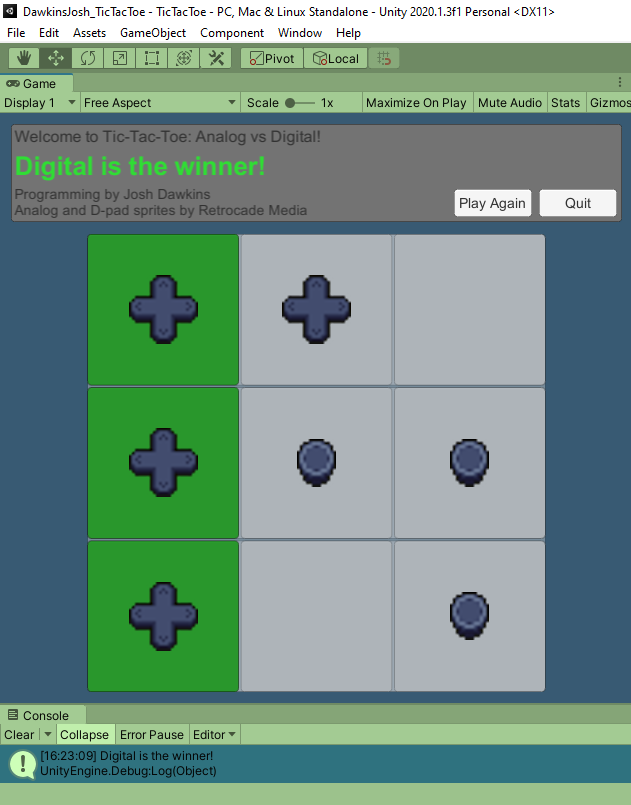 DawkinsJosh_TicTacToe - TicTacToe - PC, Mac & Linux Standalone - Unity 2020.1.3f1 Personal <DX11>
File Edit Assets GameObject Component Window Help
Pivot Local
Game
Display 1 Free Aspect Scale 1x Maximize On Play Mute Audio Stats Gizmos
Welcome to Tic-Tac-Toe: Analog vs Digital!
Digital is the winner!
Programming by Josh Dawkins
Analog and D-pad sprites by Retrocade Media
Play Again Quit
Console
Clear Collapse Error Pause Editor
[16:23:09] Digital is the winner!
UnityEngine.Debug:Log(Object)